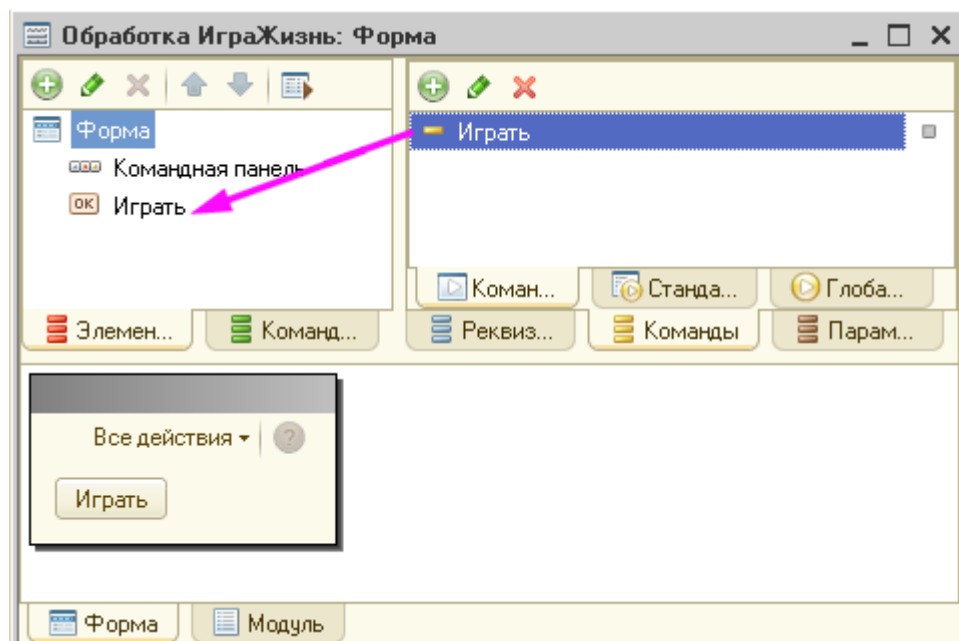 Обработка ИграЖизнь: Форма
Форма
Командная панель
OK Играть
Играть
Коман... Станда... Глоба...
Элемен... Команд...
Реквиз... Команды Парам...
Все действия
?
Играть
Форма Модуль